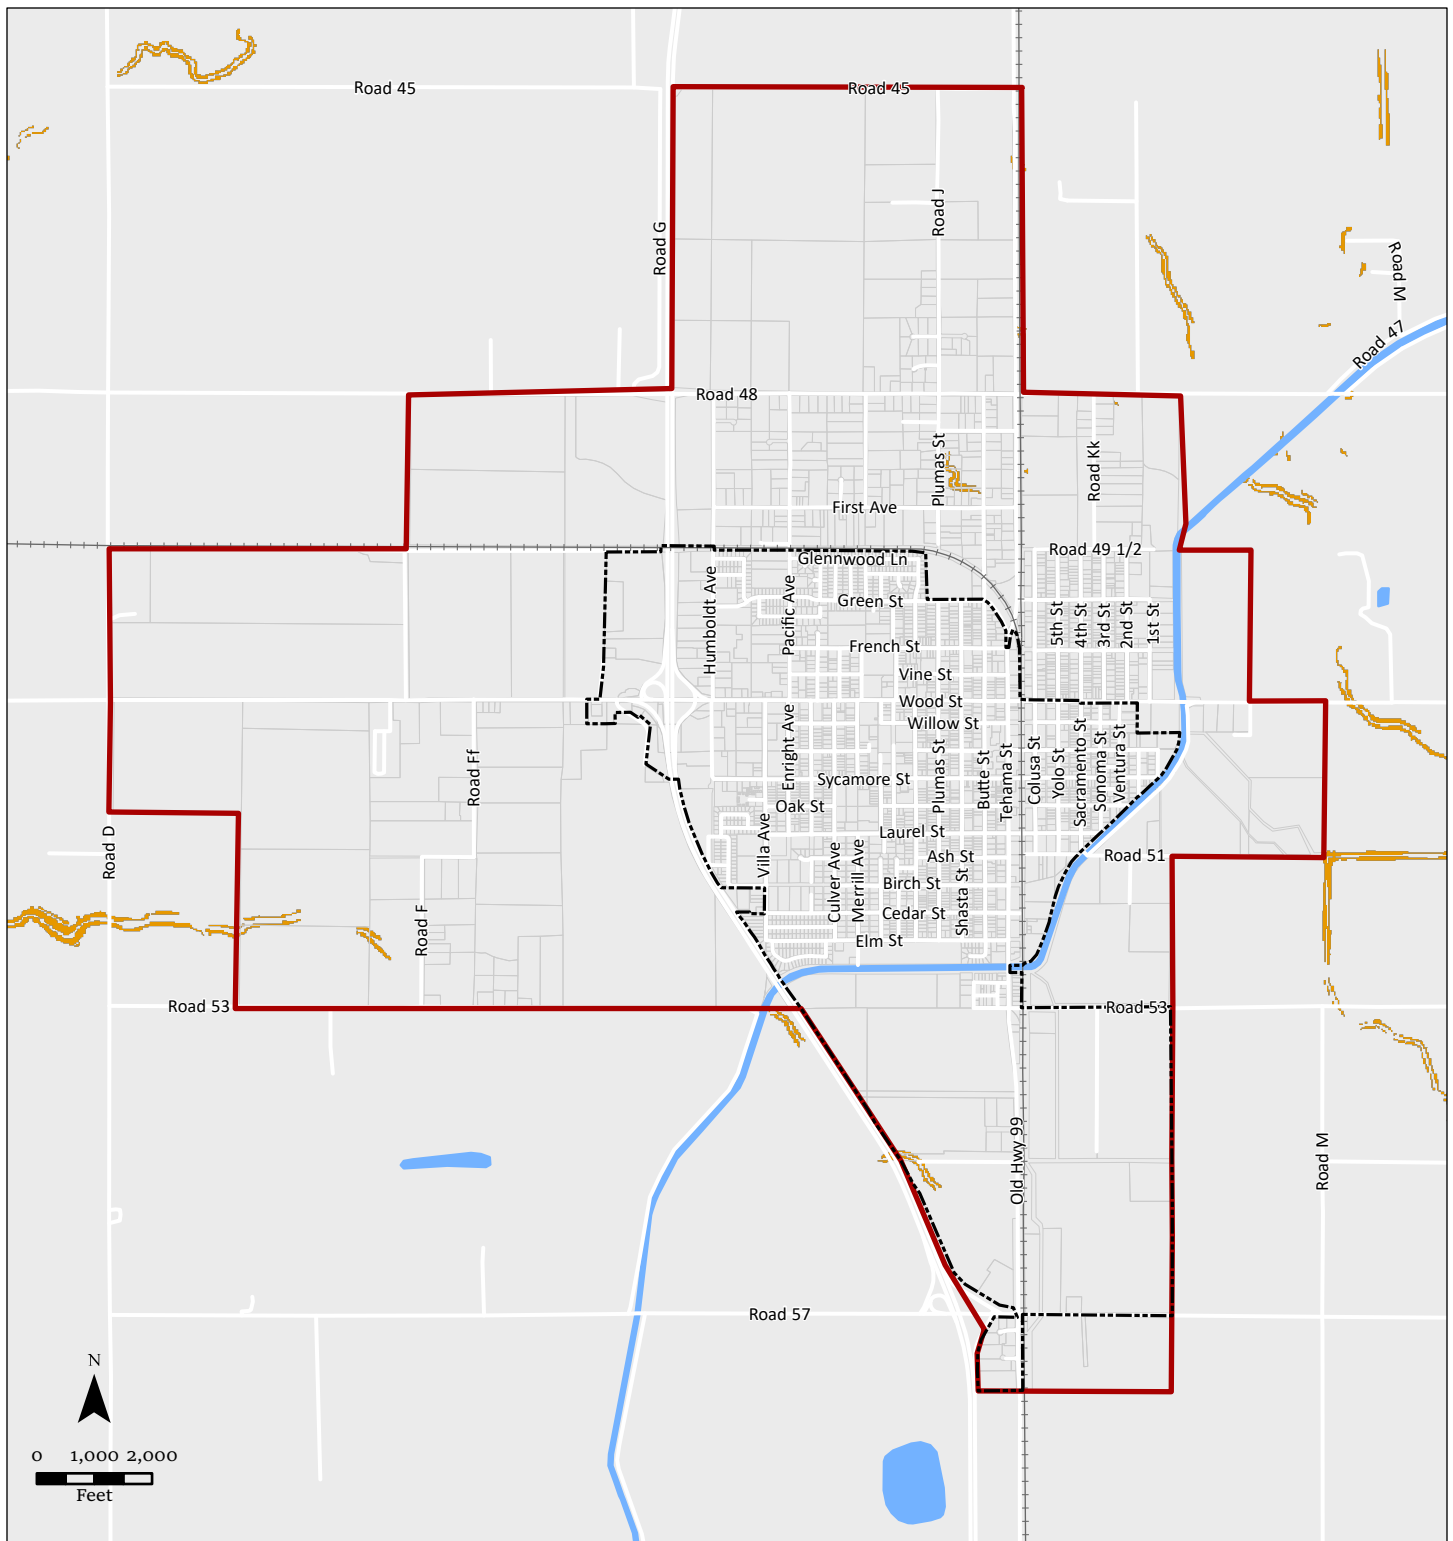 Road 45
Road 45
Road J
Road G
Road M
Road 47
Road 48
Plumas St
Road Kk
First Ave
Road 49 1/2
Glennwood Ln
Humboldt Ave
Pacific Ave
Green St
5th St
4th St
3rd St
2nd St
1st St
French St
Vine St
Wood St
Willow St
Enright Ave
Road Ff
Plumas St
Butte St
Tehama St
Colusa St
Yolo St
Sacramento St
Sonoma St
Ventura St
Sycamore St
Oak St
Villa Ave
Laurel St
Road D
Culver Ave
Merrill Ave
Ash St
Road 51
Birch St
Shasta St
Cedar St
Road F
Elm St
Road 53
Road 53
Old Hwy 99
Road M
Road 57
N
0 1,000 2,000
Feet